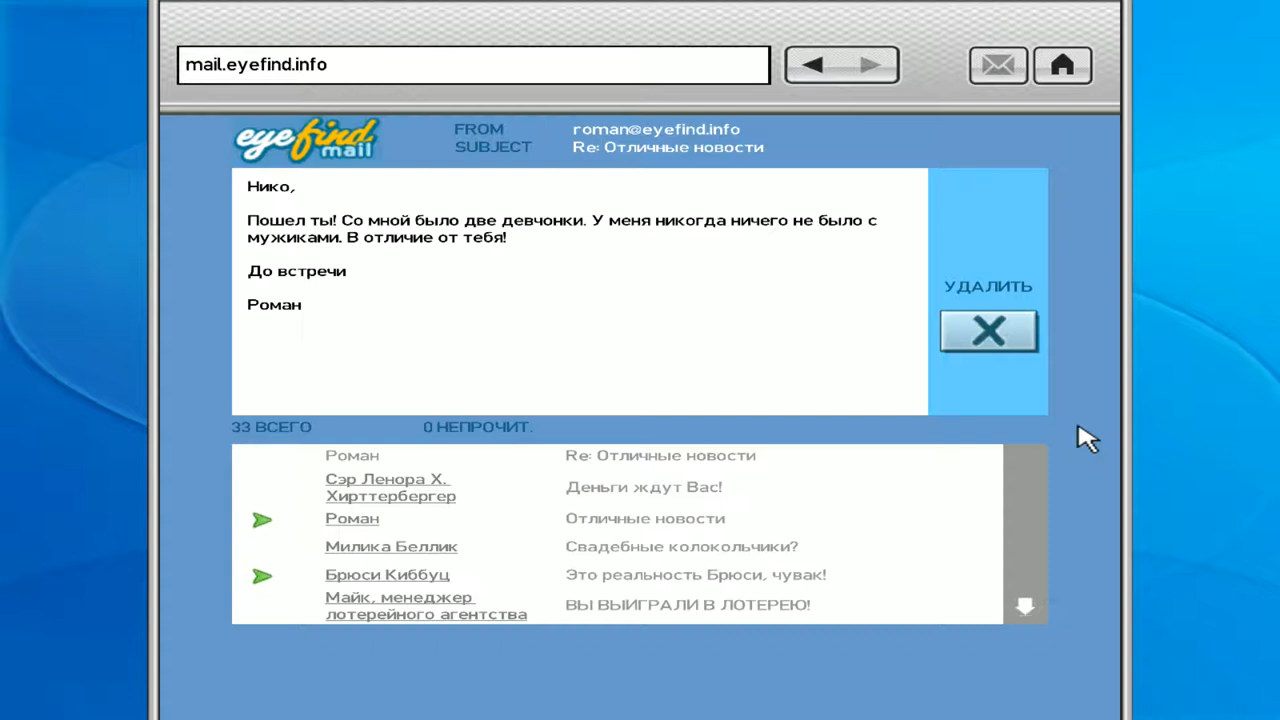 mail.eyefind.info
eyefind mail
FROM roman@eyefind.info
SUBJECT Re: Отличные новости
Нико,
Пошел ты! Со мной было две девчонки. У меня никогда ничего не было с
мужиками. В отличие от тебя!
До встречи
Роман
УДАЛИТЬ
33 ВСЕГО 0 НЕПРОЧИТ.
Роман Re: Отличные новости
Сэр Ленора Х.
Хирттербергер Деньги ждут Вас!
Роман Отличные новости
Милика Беллик Свадебные колокольчики?
Брюси Киббуц Это реальность Брюси, чувак!
Майк, менеджер
лотерейного агентства ВЫ ВЫИГРАЛИ В ЛОТЕРЕЮ!